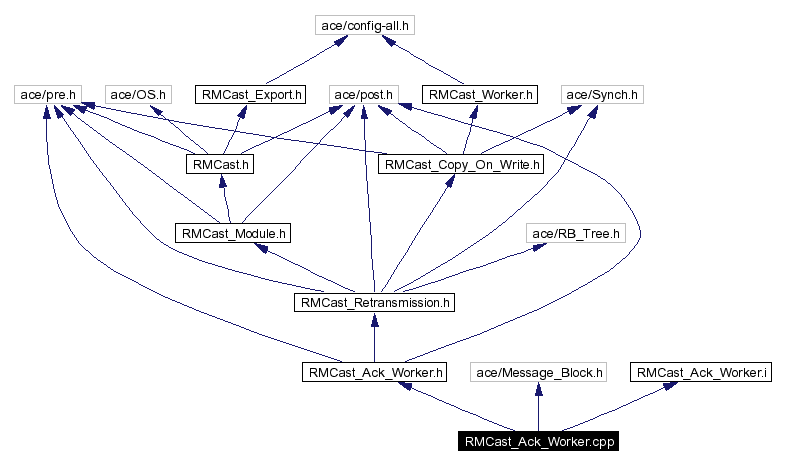 ace/config-all.h
ace/pre.h
ace/OS.h
RMCast_Export.h
ace/post.h
RMCast_Worker.h
ace/Synch.h
RMCast.h
RMCast_Copy_On_Write.h
RMCast_Module.h
ace/RB_Tree.h
RMCast_Retransmission.h
RMCast_Ack_Worker.h
ace/Message_Block.h
RMCast_Ack_Worker.i
RMCast_Ack_Worker.cpp